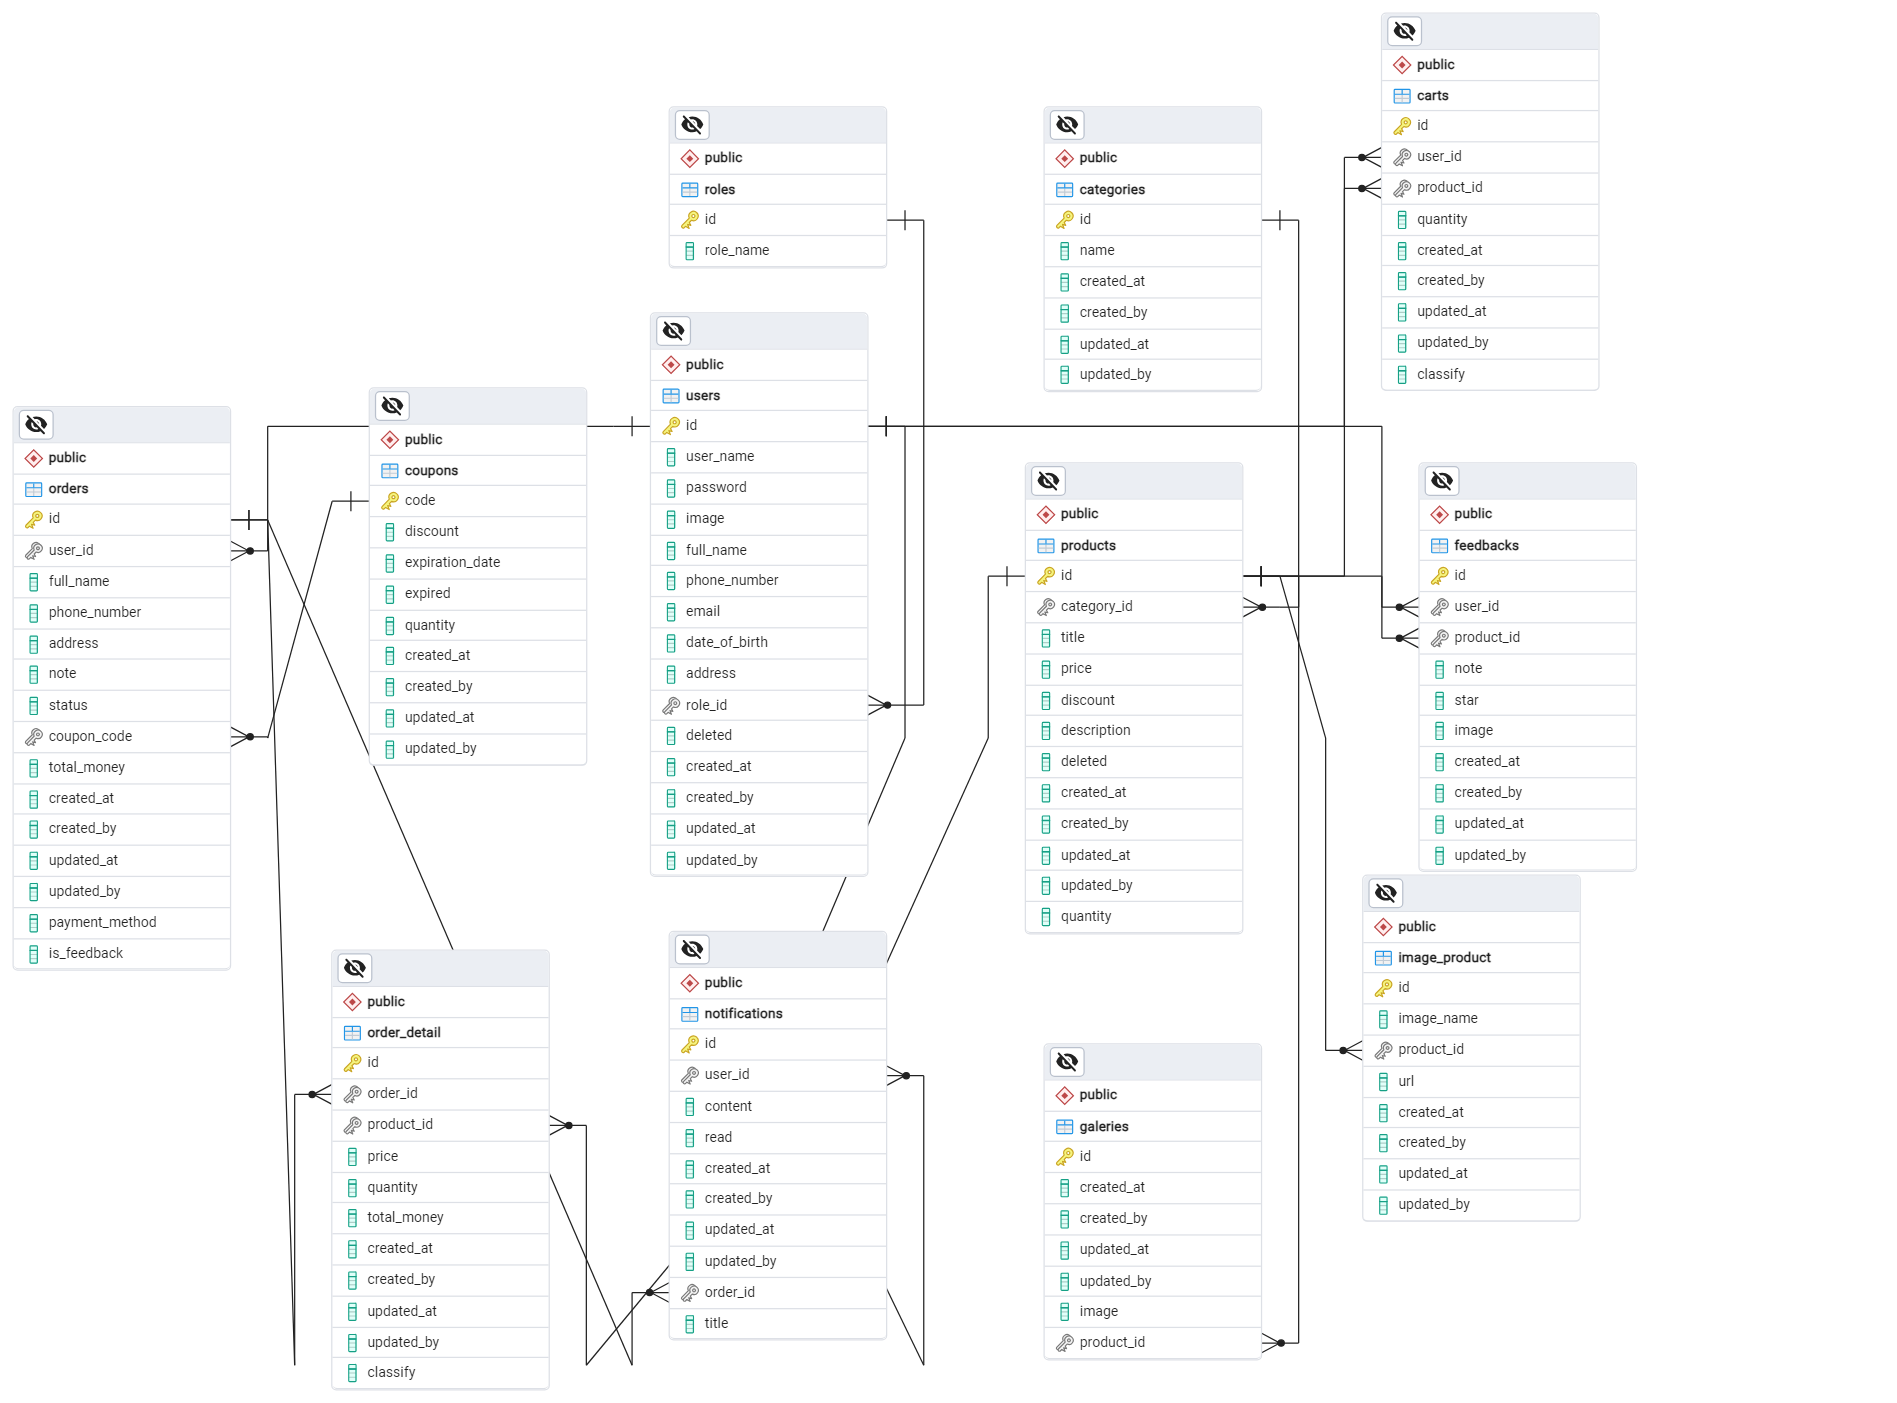 public
carts
id
user_id
product_id
quantity
created_at
created_by
updated_at
updated_by
classify
public
roles
id
role_name
public
categories
id
name
created_at
created_by
updated_at
updated_by
public
users
id
user_name
password
image
full_name
phone_number
email
date_of_birth
address
role_id
deleted
created_at
created_by
updated_at
updated_by
public
coupons
code
discount
expiration_date
expired
quantity
created_at
created_by
updated_at
updated_by
public
orders
id
user_id
full_name
phone_number
address
note
status
coupon_code
total_money
created_at
created_by
updated_at
updated_by
payment_method
is_feedback
public
products
id
category_id
title
price
discount
description
deleted
created_at
created_by
updated_at
updated_by
quantity
public
feedbacks
id
user_id
product_id
note
star
image
created_at
created_by
updated_at
updated_by
public
image_product
id
image_name
product_id
url
created_at
created_by
updated_at
updated_by
public
order_detail
id
order_id
product_id
price
quantity
total_money
created_at
created_by
updated_at
updated_by
classify
public
notifications
id
user_id
content
read
created_at
created_by
updated_at
updated_by
order_id
title
public
galeries
id
created_at
created_by
updated_at
updated_by
image
product_id